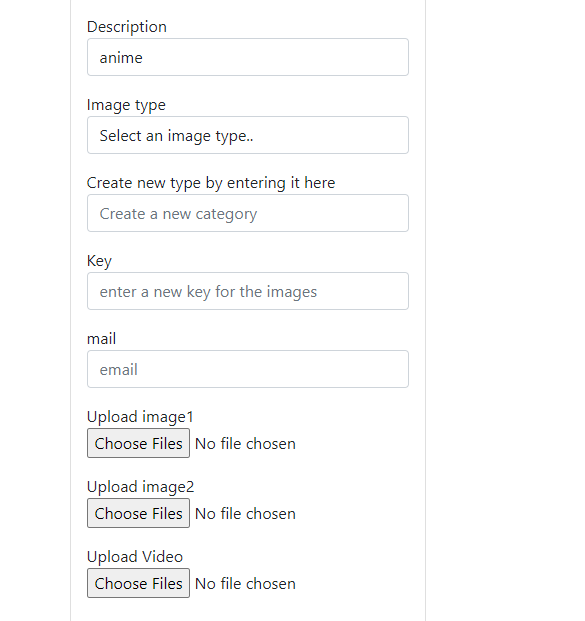 Description
anime
Image type
Select an image type..
Create new type by entering it here
Create a new category
Key
enter a new key for the images
mail
email
Upload image1
Choose Files No file chosen
Upload image2
Choose Files No file chosen
Upload Video
Choose Files No file chosen